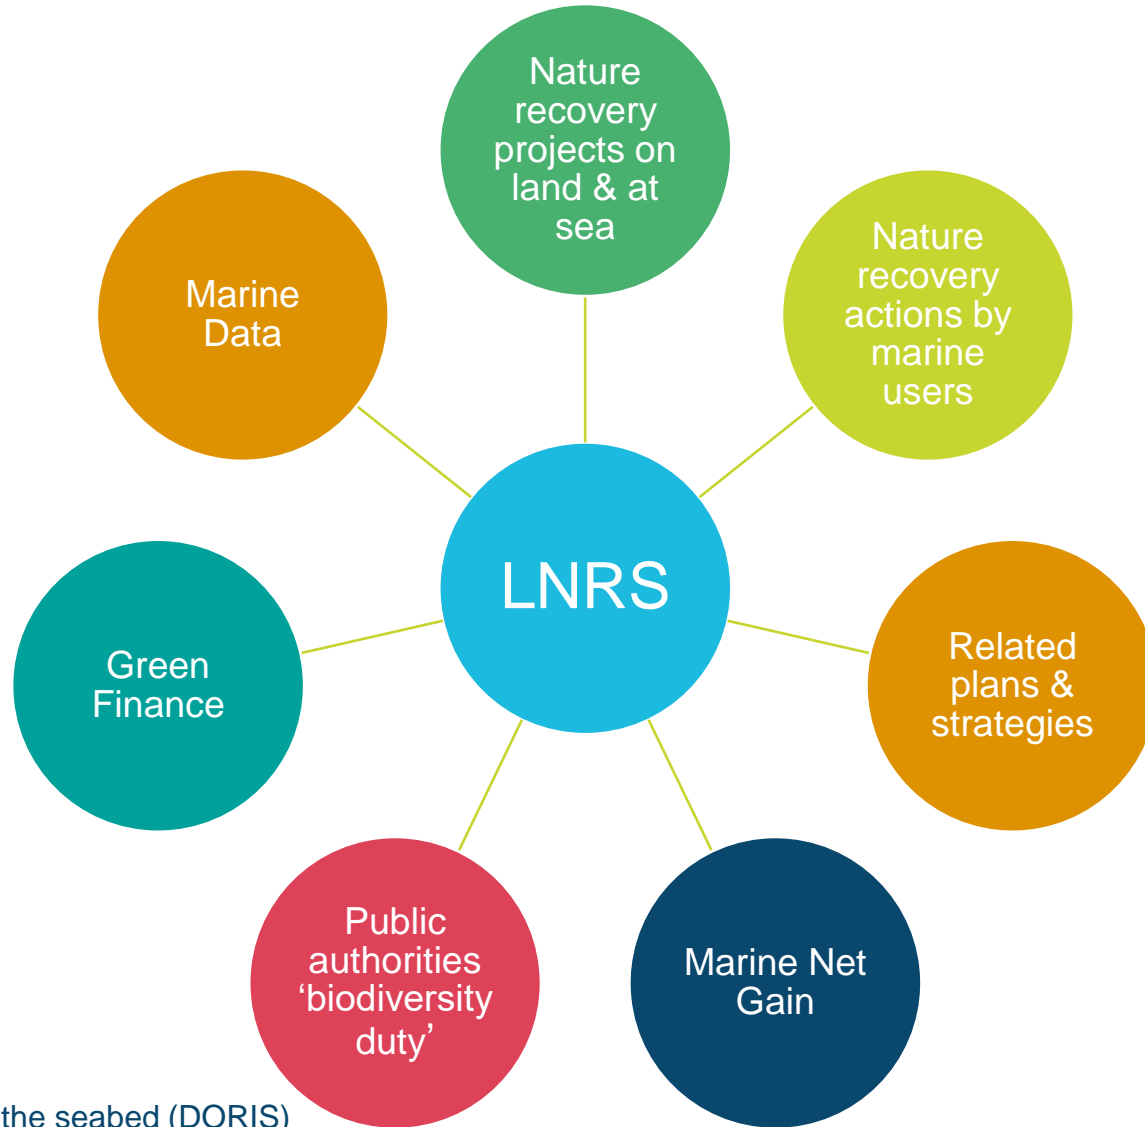 Nature
recovery
projects on
land & at
sea
Nature
recovery
actions by
marine
users
Marine
Data
LNRS
Related
plans &
strategies
Green
Finance
Public
authorities
‘biodiversity
duty’
Marine Net
Gain
the seabed (DORIS)